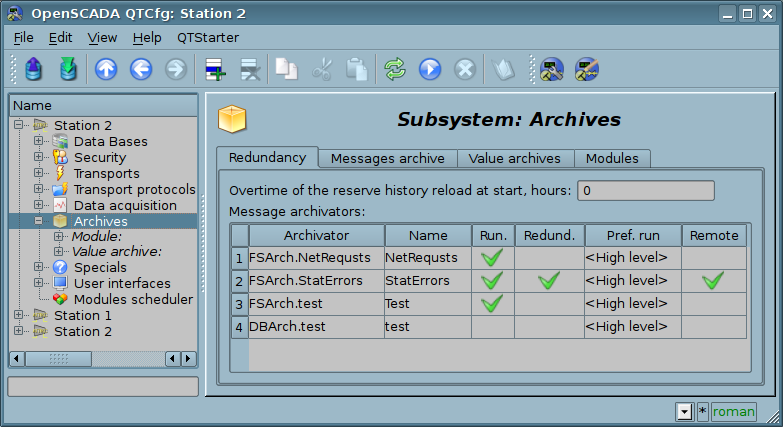 OpenSCADA QTCfg: Station 2
File Edit View Help QTStarter
Name
Station 2
Data Bases
Security
Transports
Transport protocols
Data acquisition
Archives
Module:
Value archive:
Specials
User interfaces
Modules scheduler
Station 1
Station 2
Subsystem: Archives
Redundancy Messages archive Value archives Modules
Overtime of the reserve history reload at start, hours: 0
Message archivators:
Archivator Name Run. Redund. Pref. run Remote
1 FSArch.NetRequsts NetRequsts <High level>
2 FSArch.StatErrors StatErrors <High level>
3 FSArch.test Test <High level>
4 DBArch.test test <High level>
* roman